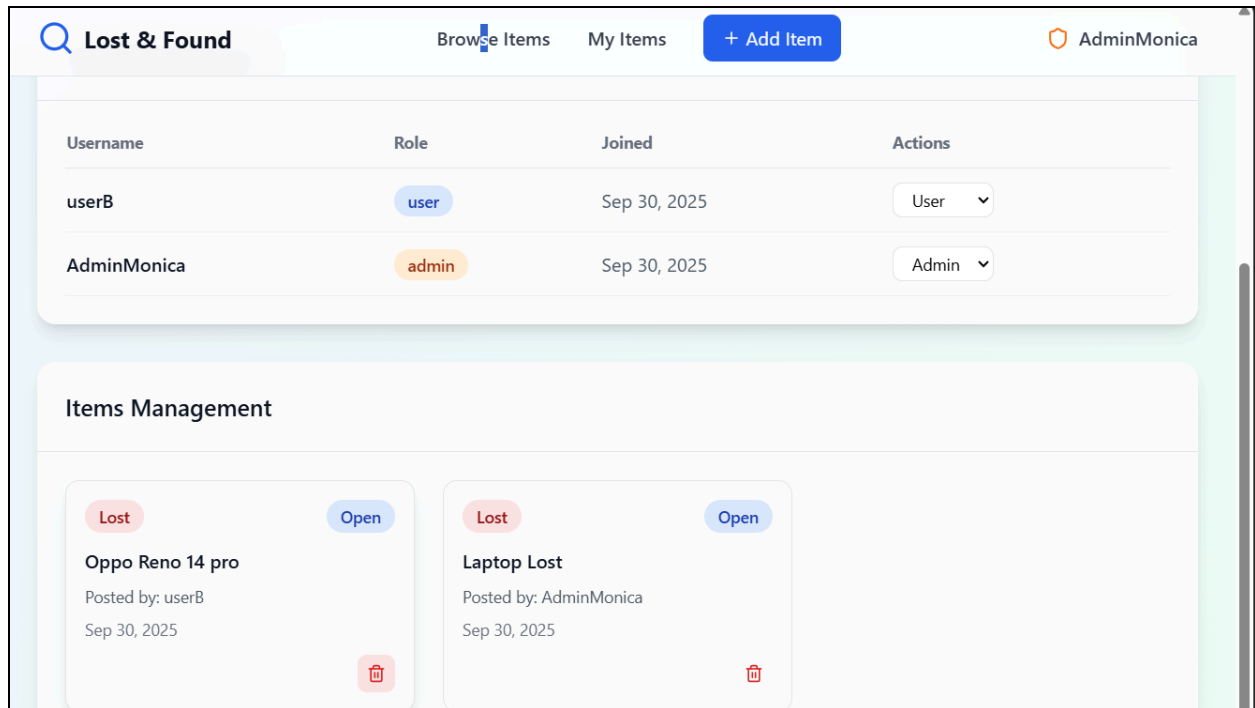 Lost & Found Browse Items My Items + Add Item AdminMonica
Username Role Joined Actions
userB user Sep 30, 2025 User
AdminMonica admin Sep 30, 2025 Admin
Items Management
Lost Open Lost Open
Oppo Reno 14 pro Laptop Lost
Posted by: userB Posted by: AdminMonica
Sep 30, 2025 Sep 30, 2025